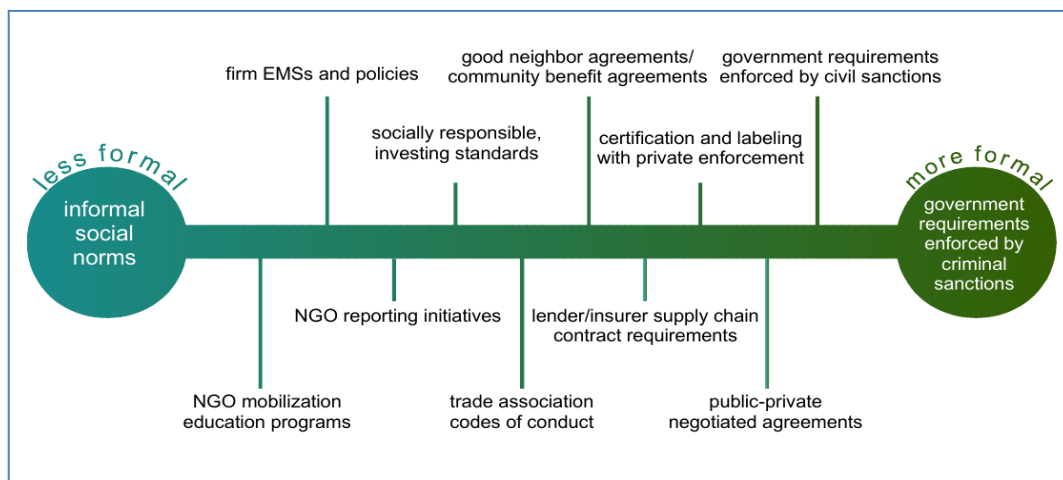 good neighbor agreements/
community benefit agreements
government requirements
enforced by civil sanctions
firm EMSs and policies
socially responsible,
investing standards
certification and labeling
with private enforcement
less formal
informal
social
norms
more formal
government
requirements
enforced by
criminal
sanctions
NGO reporting initiatives
lender/insurer supply chain
contract requirements
NGO mobilization
education programs
trade association
codes of conduct
public-private
negotiated agreements